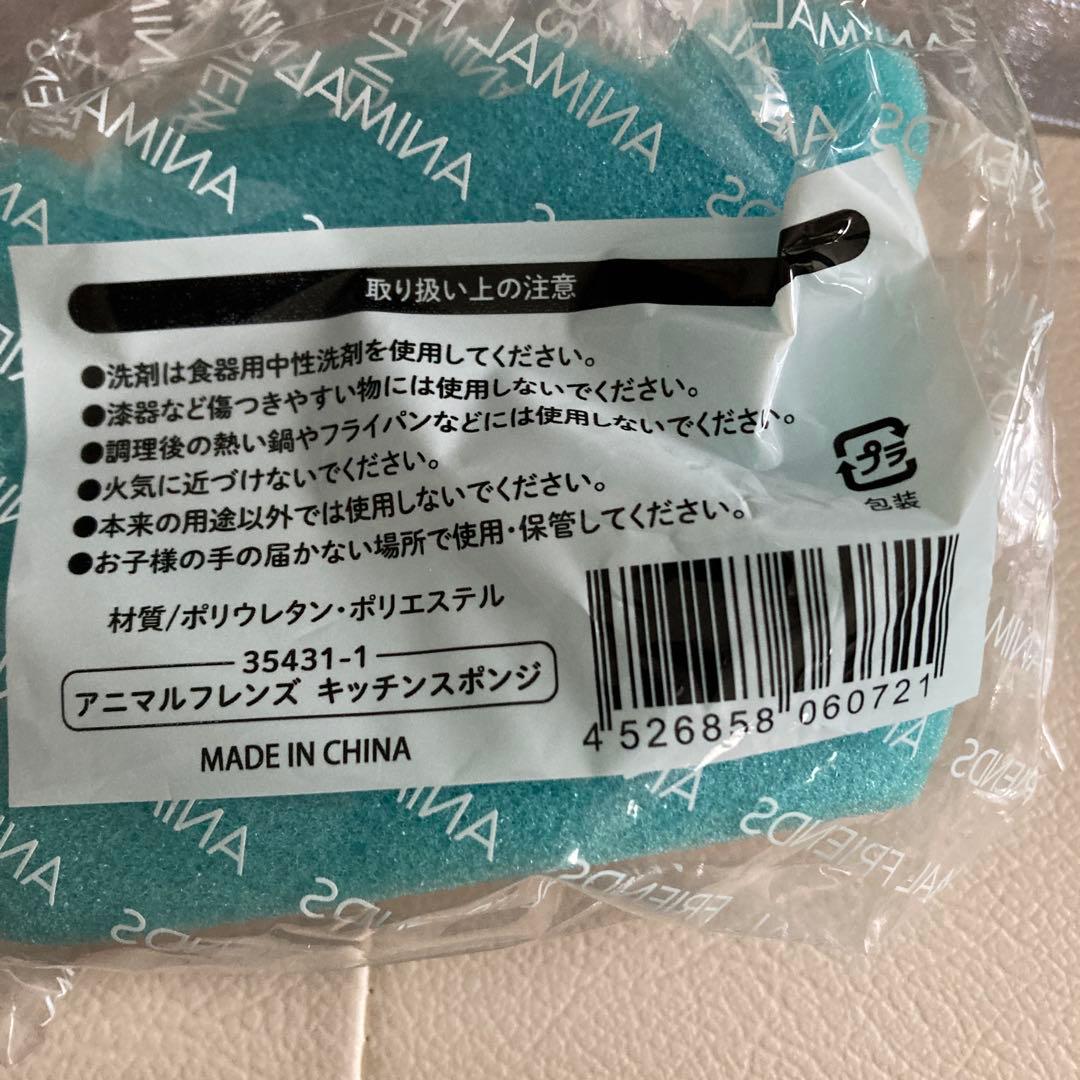 ANIMAL FRIENDS
取り扱い上の注意
●洗剤は食器用中性洗剤を使用してください。
●漆器など傷つきやすい物には使用しないでください。
●調理後の熱い鍋やフライパンなどには使用しないでください。
●火気に近づけないでください。
●本来の用途以外では使用しないでください。
●お子様の手の届かない場所で使用・保管してください。
プラ
包装
材質/ポリウレタン・ポリエステル
35431-1
アニマルフレンズ キッチンスポンジ
MADE IN CHINA
4 526858 060721